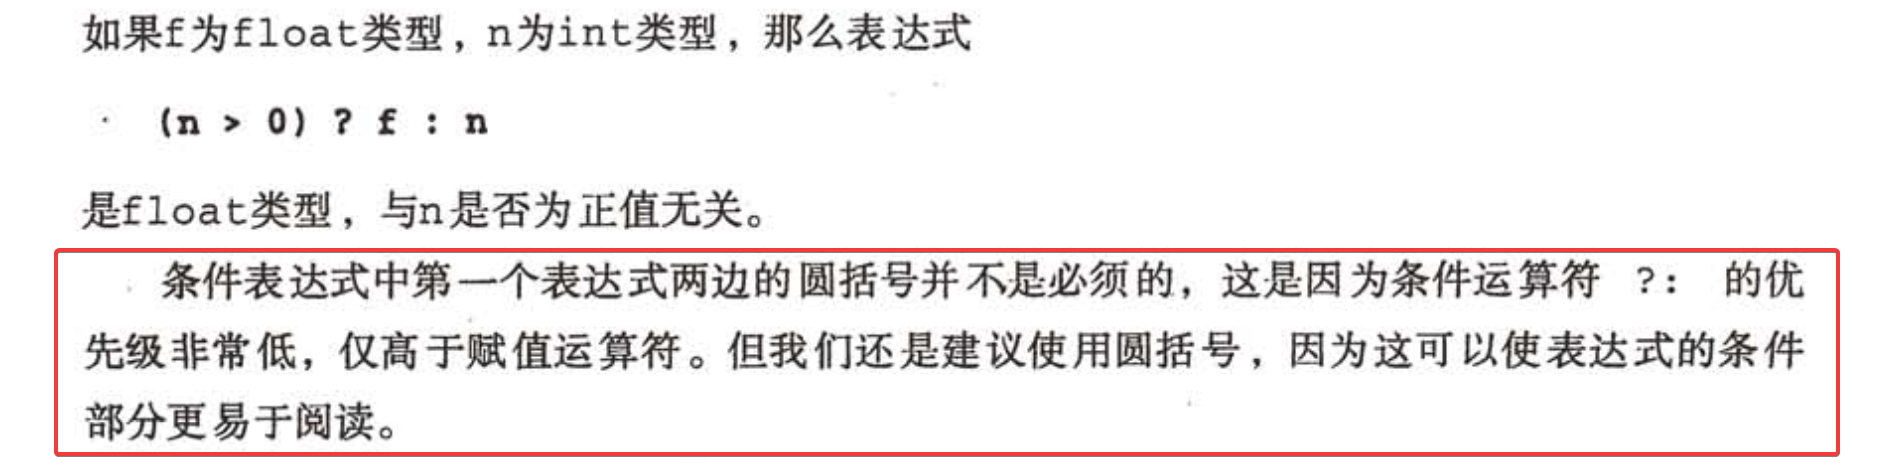 如果f为float类型，n为int类型，那么表达式
(n > 0) ? f : n
是float类型，与n是否为正值无关。
条件表达式中第一个表达式两边的圆括号并不是必须的，这是因为条件运算符 ?: 的优
先级非常低，仅高于赋值运算符。但我们还是建议使用圆括号，因为这可以使表达式的条件
部分更易于阅读。